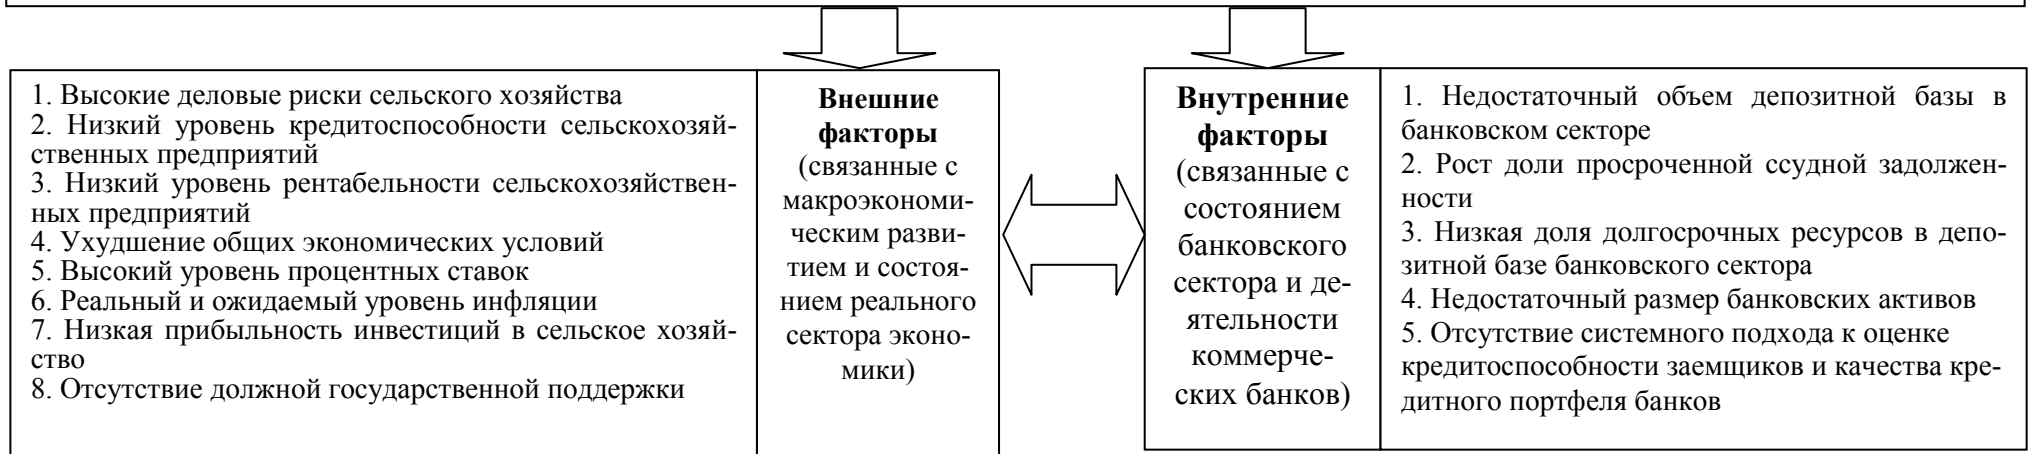 1. Высокие деловые риски сельского хозяйства
2. Низкий уровень кредитоспособности сельскохозяй-
ственных предприятий
3. Низкий уровень рентабельности сельскохозяйствен-
ных предприятий
4. Ухудшение общих экономических условий
5. Высокий уровень процентных ставок
6. Реальный и ожидаемый уровень инфляции
7. Низкая прибыльность инвестиций в сельское хозяй-
ство
8. Отсутствие должной государственной поддержки
Внешние
факторы
(связанные с
макроэкономи-
ческим разви-
тием и состоя-
нием реального
сектора эконо-
мики)
Внутренние
факторы
(связанные с
состоянием
банковского
сектора и де-
ятельности
коммерче-
ских банков)
1. Недостаточный объем депозитной базы в
банковском секторе
2. Рост доли просроченной ссудной задолжен-
ности
3. Низкая доля долгосрочных ресурсов в депо-
зитной базе банковского сектора
4. Недостаточный размер банковских активов
5. Отсутствие системного подхода к оценке
кредитоспособности заемщиков и качества кре-
дитного портфеля банков